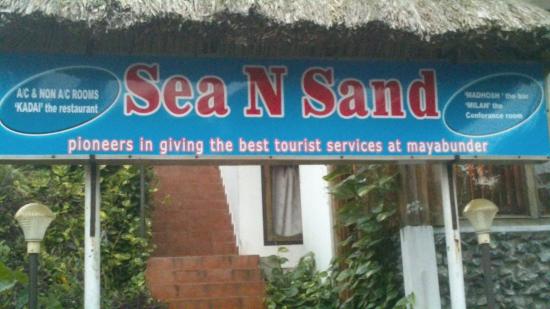 A/C & NON A/C ROOMS
'KADAI' the restaurant
Sea N Sand
'MADHOSH' the bar
'MILAN' the
Conforance room
pioneers in giving the best tourist services at mayabunder